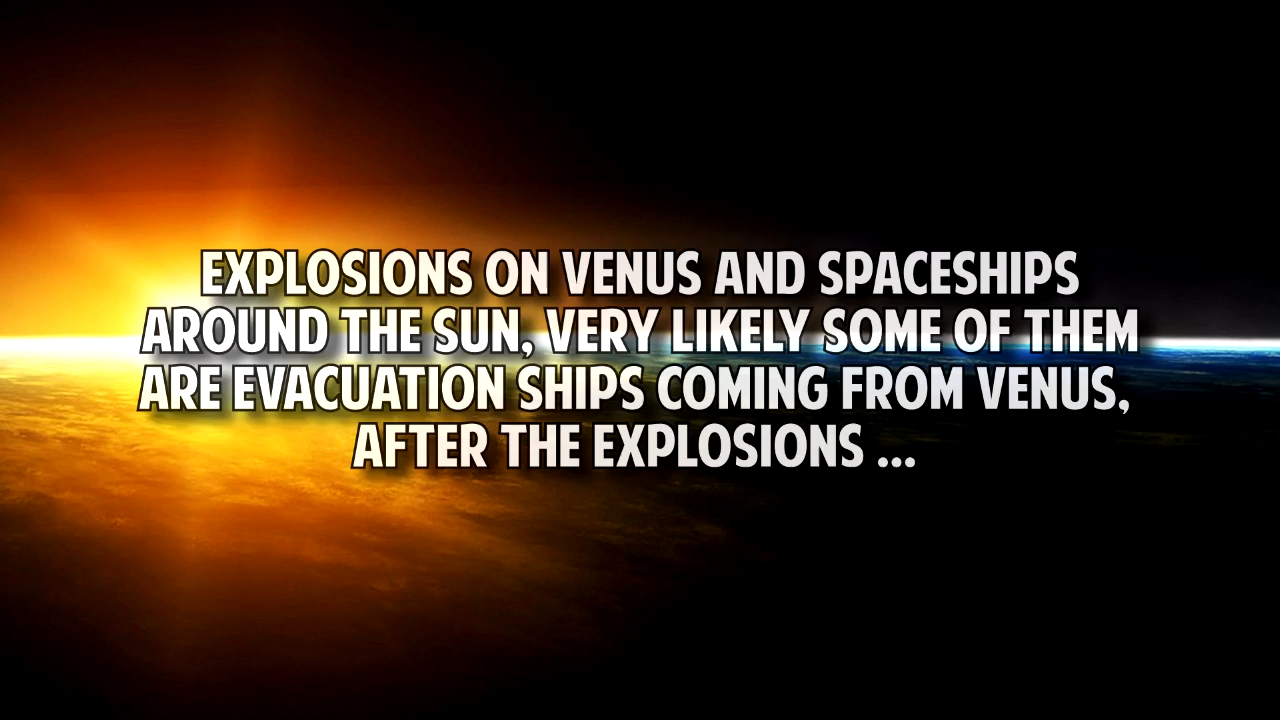 EXPLOSIONS ON VENUS AND SPACESHIPS
AROUND THE SUN, VERY LIKELY SOME OF THEM
ARE EVACUATION SHIPS COMING FROM VENUS,
AFTER THE EXPLOSIONS ...